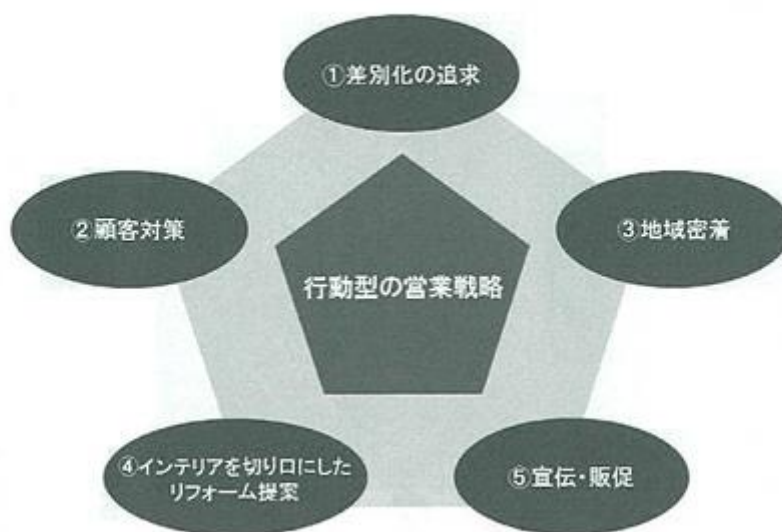 ①差別化の追求
②顧客対策
③地域密着
行動型の営業戦略
④インテリアを切り口にした
リフォーム提案
⑤宣伝・販促